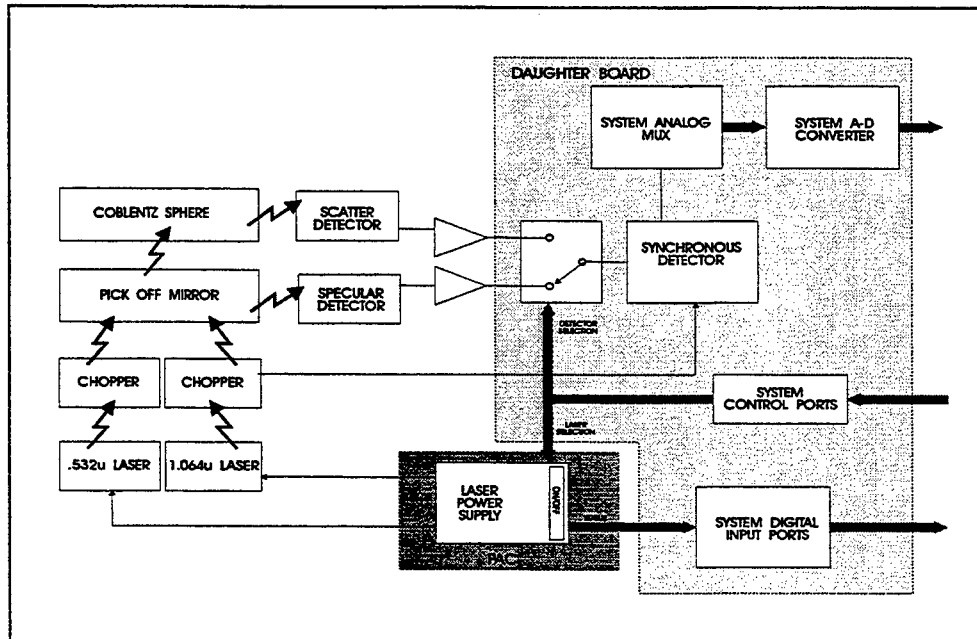 DAUGHTER BOARD
SYSTEM ANALOG
MUX
SYSTEM A-D
CONVERTER
COBLENTZ SPHERE
SCATTER
DETECTOR
SYNCHRONOUS
DETECTOR
PICK OFF MIRROR
SPECULAR
DETECTOR
DETECTOR
SELECTION
CHOPPER
CHOPPER
SYSTEM
CONTROL PORTS
LASER
SELECTION
.532u LASER
1.064u LASER
LASER
POWER
SUPPLY
ON/OFF
SYSTEM DIGITAL
INPUT PORTS